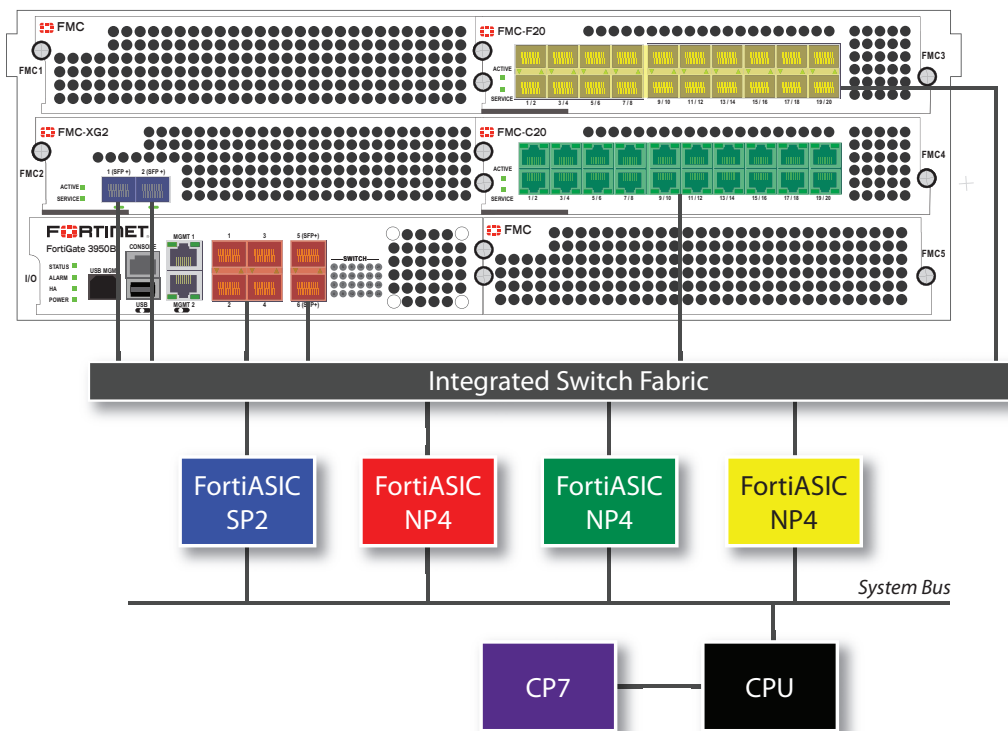 FMC
FMC1
FMC-F20
ACTIVE
SERVICE
1 / 2 3 / 4 5 / 6 7 / 8 9 / 10 11 / 12 13 / 14 15 / 16 17 / 18 19 / 20
FMC3
FMC-XG2
FMC2
1 (SFP+) 2 (SFP+)
ACTIVE
SERVICE
FMC-C20
ACTIVE
SERVICE
1 / 2 3 / 4 5 / 6 7 / 8 9 / 10 11 / 12 13 / 14 15 / 16 17 / 18 19 / 20
FMC4
FORTINET
FortiGate 3950B
I/O
STATUS
ALARM
HA
POWER
USB MGMT
CONSOLE
USB
MGMT 1
MGMT 2
1 3 5 (SFP+)
2 4 6 (SFP+)
SWITCH
FMC
FMC5
Integrated Switch Fabric
FortiASIC
SP2
FortiASIC
NP4
FortiASIC
NP4
FortiASIC
NP4
System Bus
CP7
CPU